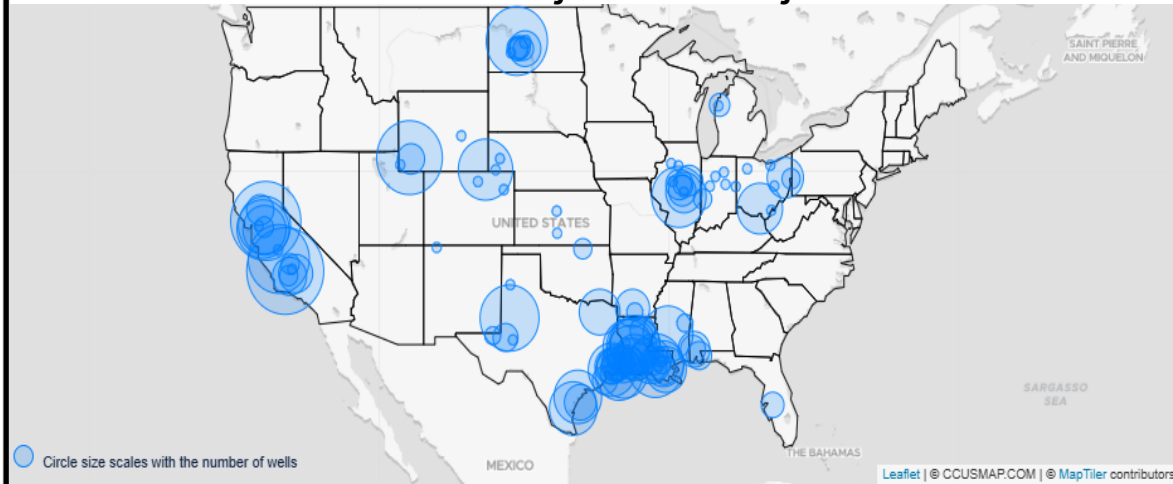 SAINT PIERRE
AND MIQUELON
UNITED STATES
SARGASSO
SEA
THE BAHAMAS
MEXICO
Circle size scales with the number of wells
Leaflet | © CCUSMAP.COM | © MapTiler contributors